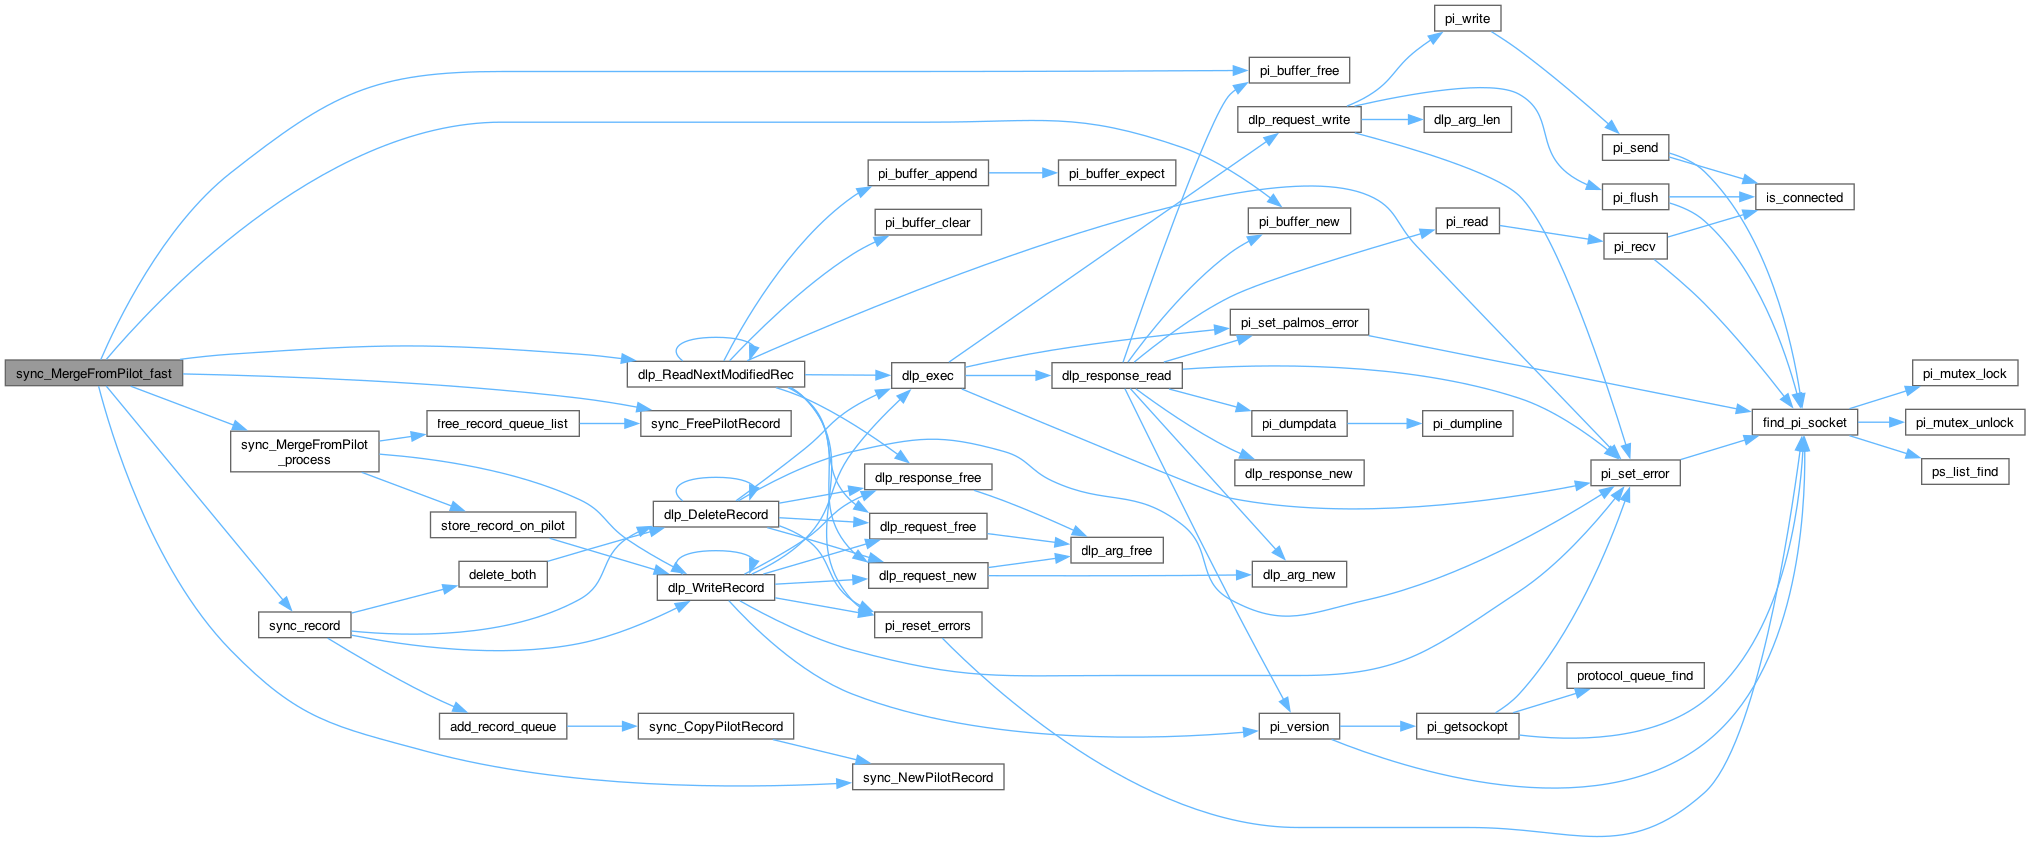 sync_MergeFromPilot_fast
pi_buffer_free
pi_buffer_new
dlp_ReadNextModifiedRec
sync_FreePilotRecord
sync_MergeFromPilot
_process
free_record_queue_list
store_record_on_pilot
dlp_DeleteRecord
delete_both
dlp_WriteRecord
sync_record
add_record_queue
sync_CopyPilotRecord
sync_NewPilotRecord
pi_buffer_append
pi_buffer_expect
pi_buffer_clear
dlp_exec
dlp_response_free
dlp_request_free
dlp_arg_free
dlp_request_new
pi_reset_errors
dlp_request_write
pi_write
dlp_arg_len
pi_send
pi_flush
is_connected
pi_read
pi_recv
pi_set_palmos_error
dlp_response_read
pi_dumpdata
pi_dumpline
dlp_response_new
dlp_arg_new
pi_set_error
find_pi_socket
pi_mutex_lock
pi_mutex_unlock
ps_list_find
pi_version
pi_getsockopt
protocol_queue_find